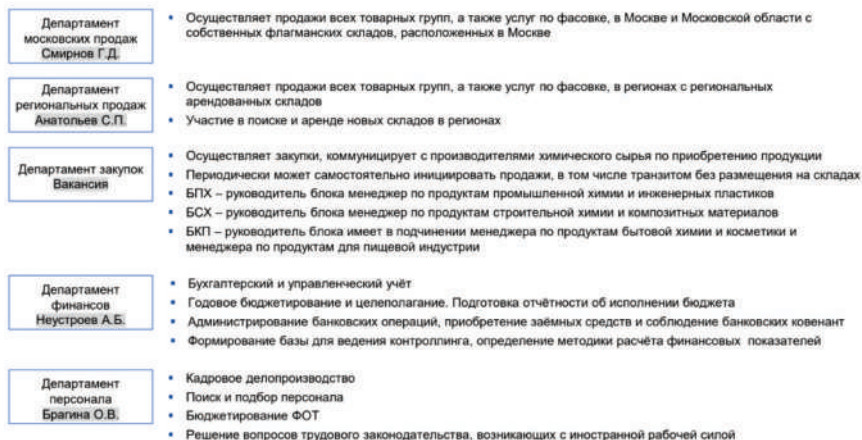 Департамент
московских продаж
Смирнов Г.Д.
Осуществляет продажи всех товарных групп, а также услуг по фасовке, в Москве и Московской области с
собственных флагманских складов, расположенных в Москве
Департамент
региональных продаж
Анатольев С.П.
Осуществляет продажи всех товарных групп, а также услуг по фасовке, в регионах с региональных
арендованных складов
Участие в поиске и аренде новых складов в регионах
Департамент закупок
Вакансия
Осуществляет закупки, коммуницирует с производителями химического сырья по приобретению продукции
Периодически может самостоятельно инициировать продажи, в том числе транзитом без размещения на складах
БПХ – руководитель блока менеджер по продуктам промышленной химии и инженерных пластиков
БСХ – руководитель блока менеджер по продуктам строительной химии и композитных материалов
БКП – руководитель блока имеет в подчинении менеджера по продуктам бытовой химии и косметики и
менеджера по продуктам для пищевой индустрии
Департамент
финансов
Неустроев А.Б.
Бухгалтерский и управленческий учёт
Годовое бюджетирование и целеполагание. Подготовка отчётности об исполнении бюджета
Администрирование банковских операций, приобретение заёмных средств и соблюдение банковских ковенант
Формирование базы для ведения контроллинга, определение методики расчёта финансовых показателей
Департамент
персонала
Брагина О.В.
Кадровое делопроизводство
Поиск и подбор персонала
Бюджетирование ФОТ
Решение вопросов трудового законодательства, возникающих с иностранной рабочей силой